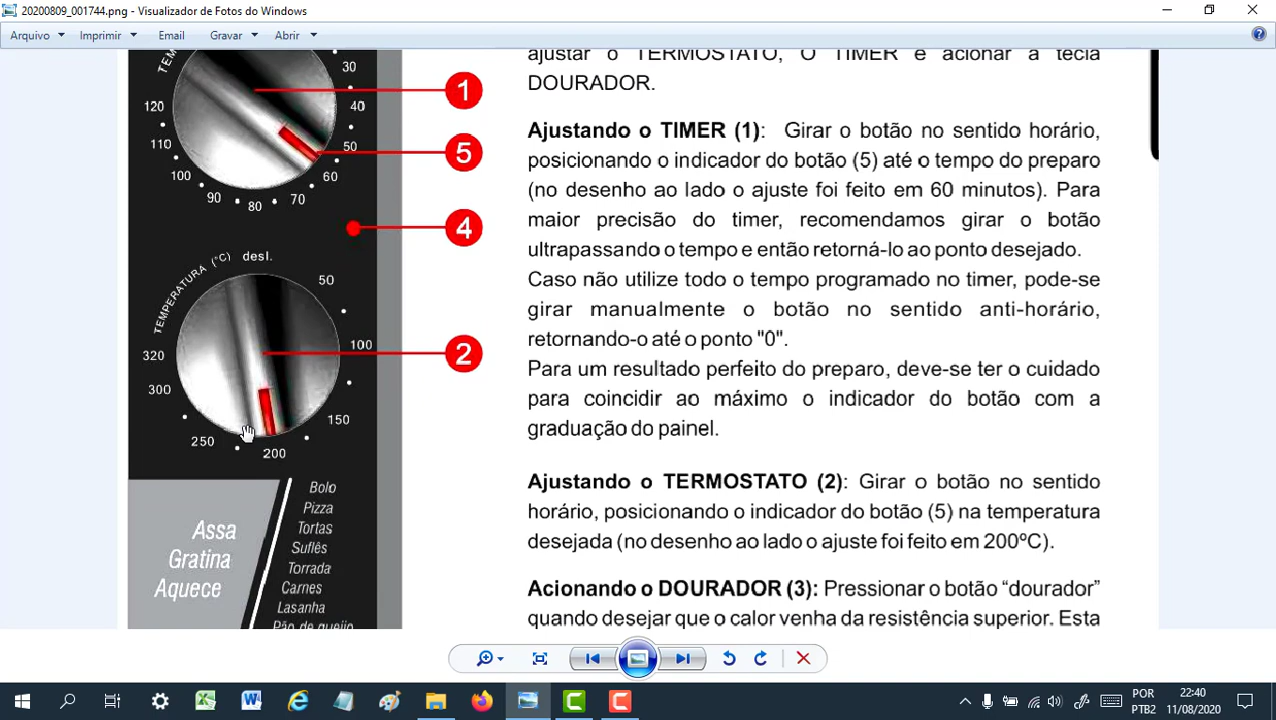 20200809_001744.png - Visualizador de Fotos do Windows
Arquivo Imprimir Email Gravar Abrir
30
120 40
110 50
100 60
90 80 70
1
5
4
TEMPERATURA (°C) desl.
50
320 100
300 150
250 200
2
Assa
Gratina
Aquece
Bolo
Pizza
Tortas
Suflês
Torrada
Carnes
Lasanha
Pão de queijo
ajustar o TERMOSTATO, O TIMER e acionar a tecla
DOURADOR.
Ajustando o TIMER (1): Girar o botão no sentido horário,
posicionando o indicador do botão (5) até o tempo do preparo
(no desenho ao lado o ajuste foi feito em 60 minutos). Para
maior precisão do timer, recomendamos girar o botão
ultrapassando o tempo e então retorná-lo ao ponto desejado.
Caso não utilize todo o tempo programado no timer, pode-se
girar manualmente o botão no sentido anti-horário,
retornando-o até o ponto "0".
Para um resultado perfeito do preparo, deve-se ter o cuidado
para coincidir ao máximo o indicador do botão com a
graduação do painel.
Ajustando o TERMOSTATO (2): Girar o botão no sentido
horário, posicionando o indicador do botão (5) na temperatura
desejada (no desenho ao lado o ajuste foi feito em 200ºC).
Acionando o DOURADOR (3): Pressionar o botão “dourador”
quando desejar que o calor venha da resistência superior. Esta
POR 22:40
PTB2 11/08/2020